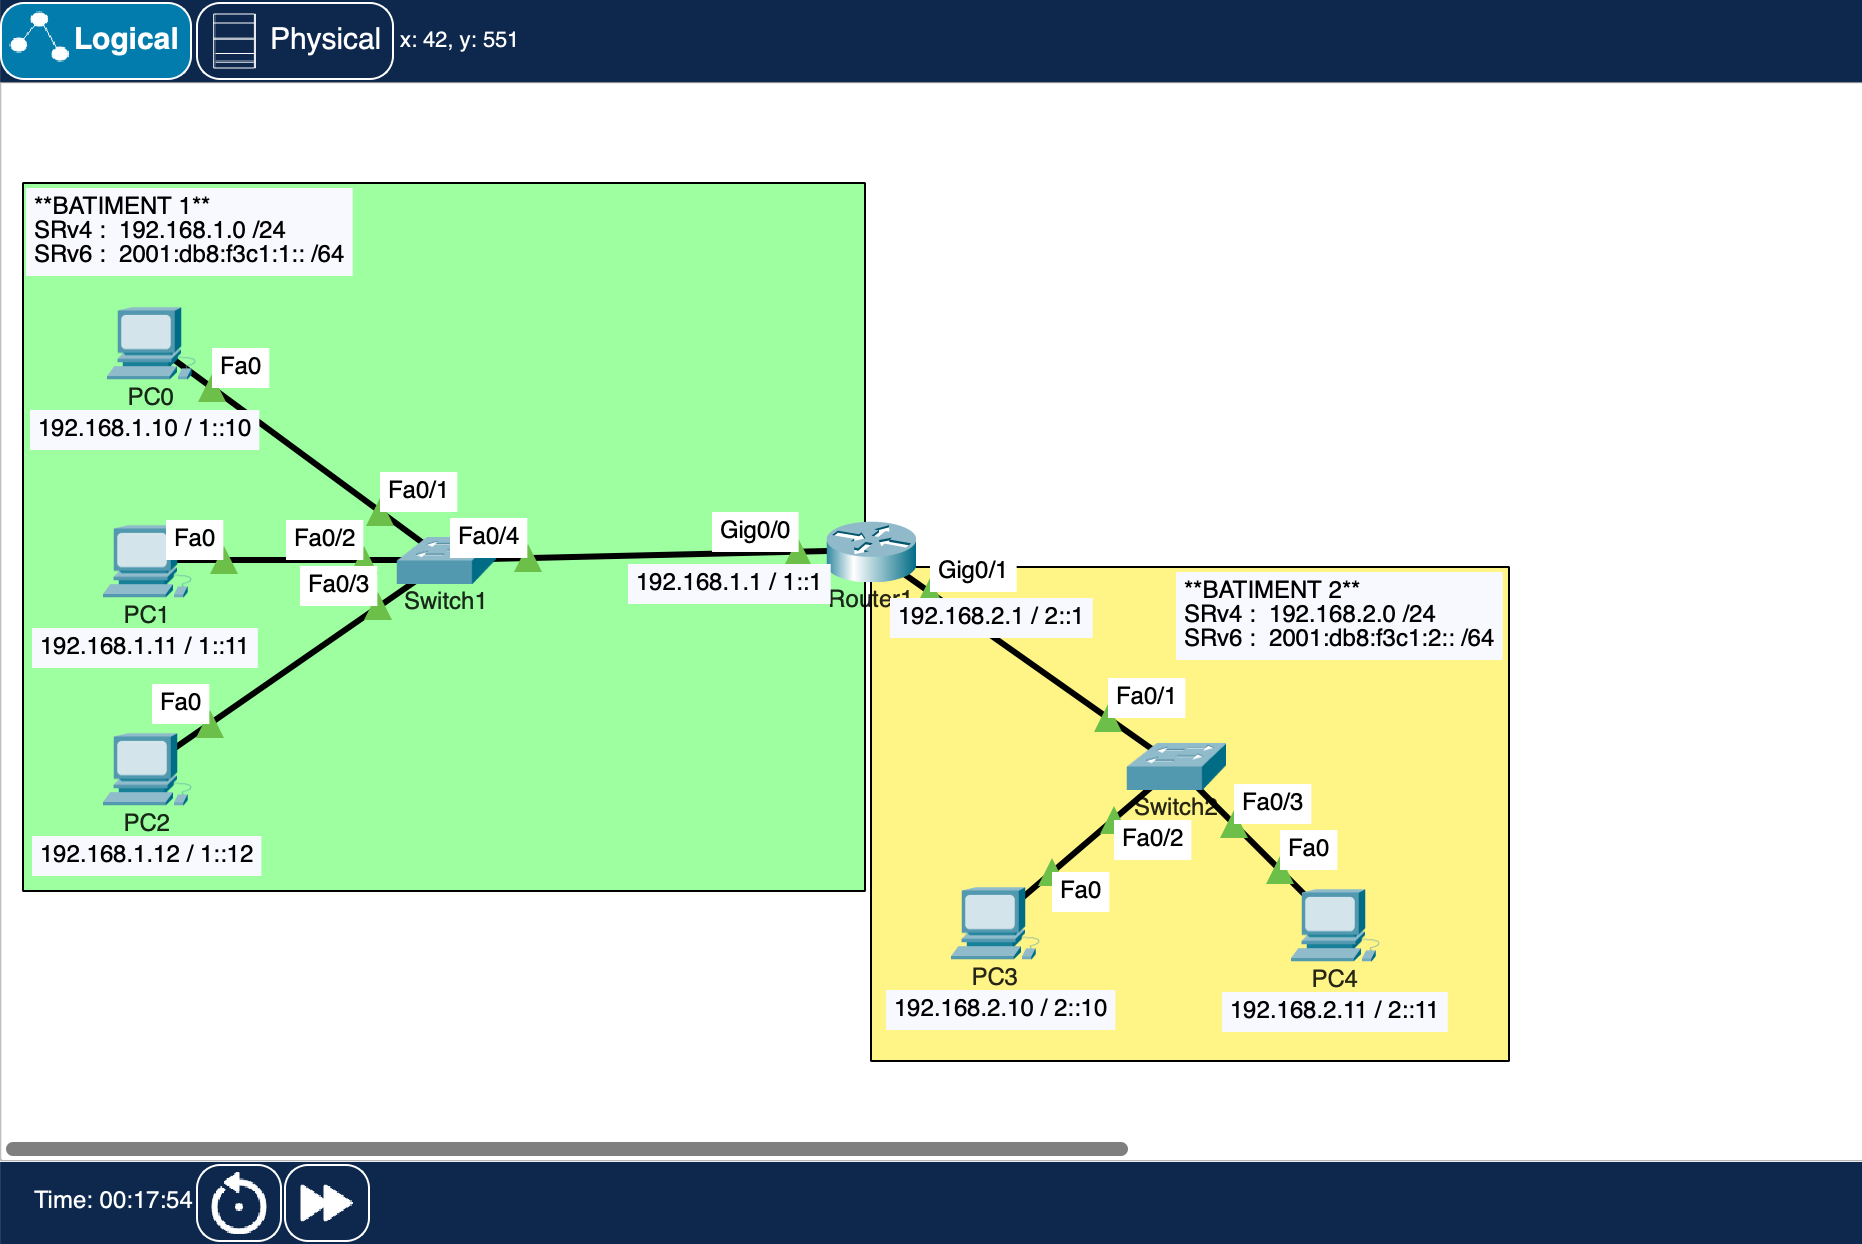 Logical
Physical
x: 42, y: 551
**BATIMENT 1**
SRv4 : 192.168.1.0 /24
SRv6 : 2001:db8:f3c1:1:: /64
Fa0
PC0
192.168.1.10 / 1::10
Fa0/1
Fa0
Fa0/2
Fa0/4
Gig0/0
Fa0/3
Switch1
PC1
192.168.1.11 / 1::11
192.168.1.1 / 1::1
Router1
Gig0/1
192.168.2.1 / 2::1
**BATIMENT 2**
SRv4 : 192.168.2.0 /24
SRv6 : 2001:db8:f3c1:2:: /64
Fa0
PC2
192.168.1.12 / 1::12
Fa0/1
Switch2
Fa0/3
Fa0/2
Fa0
Fa0
PC3
192.168.2.10 / 2::10
PC4
192.168.2.11 / 2::11
Time: 00:17:54